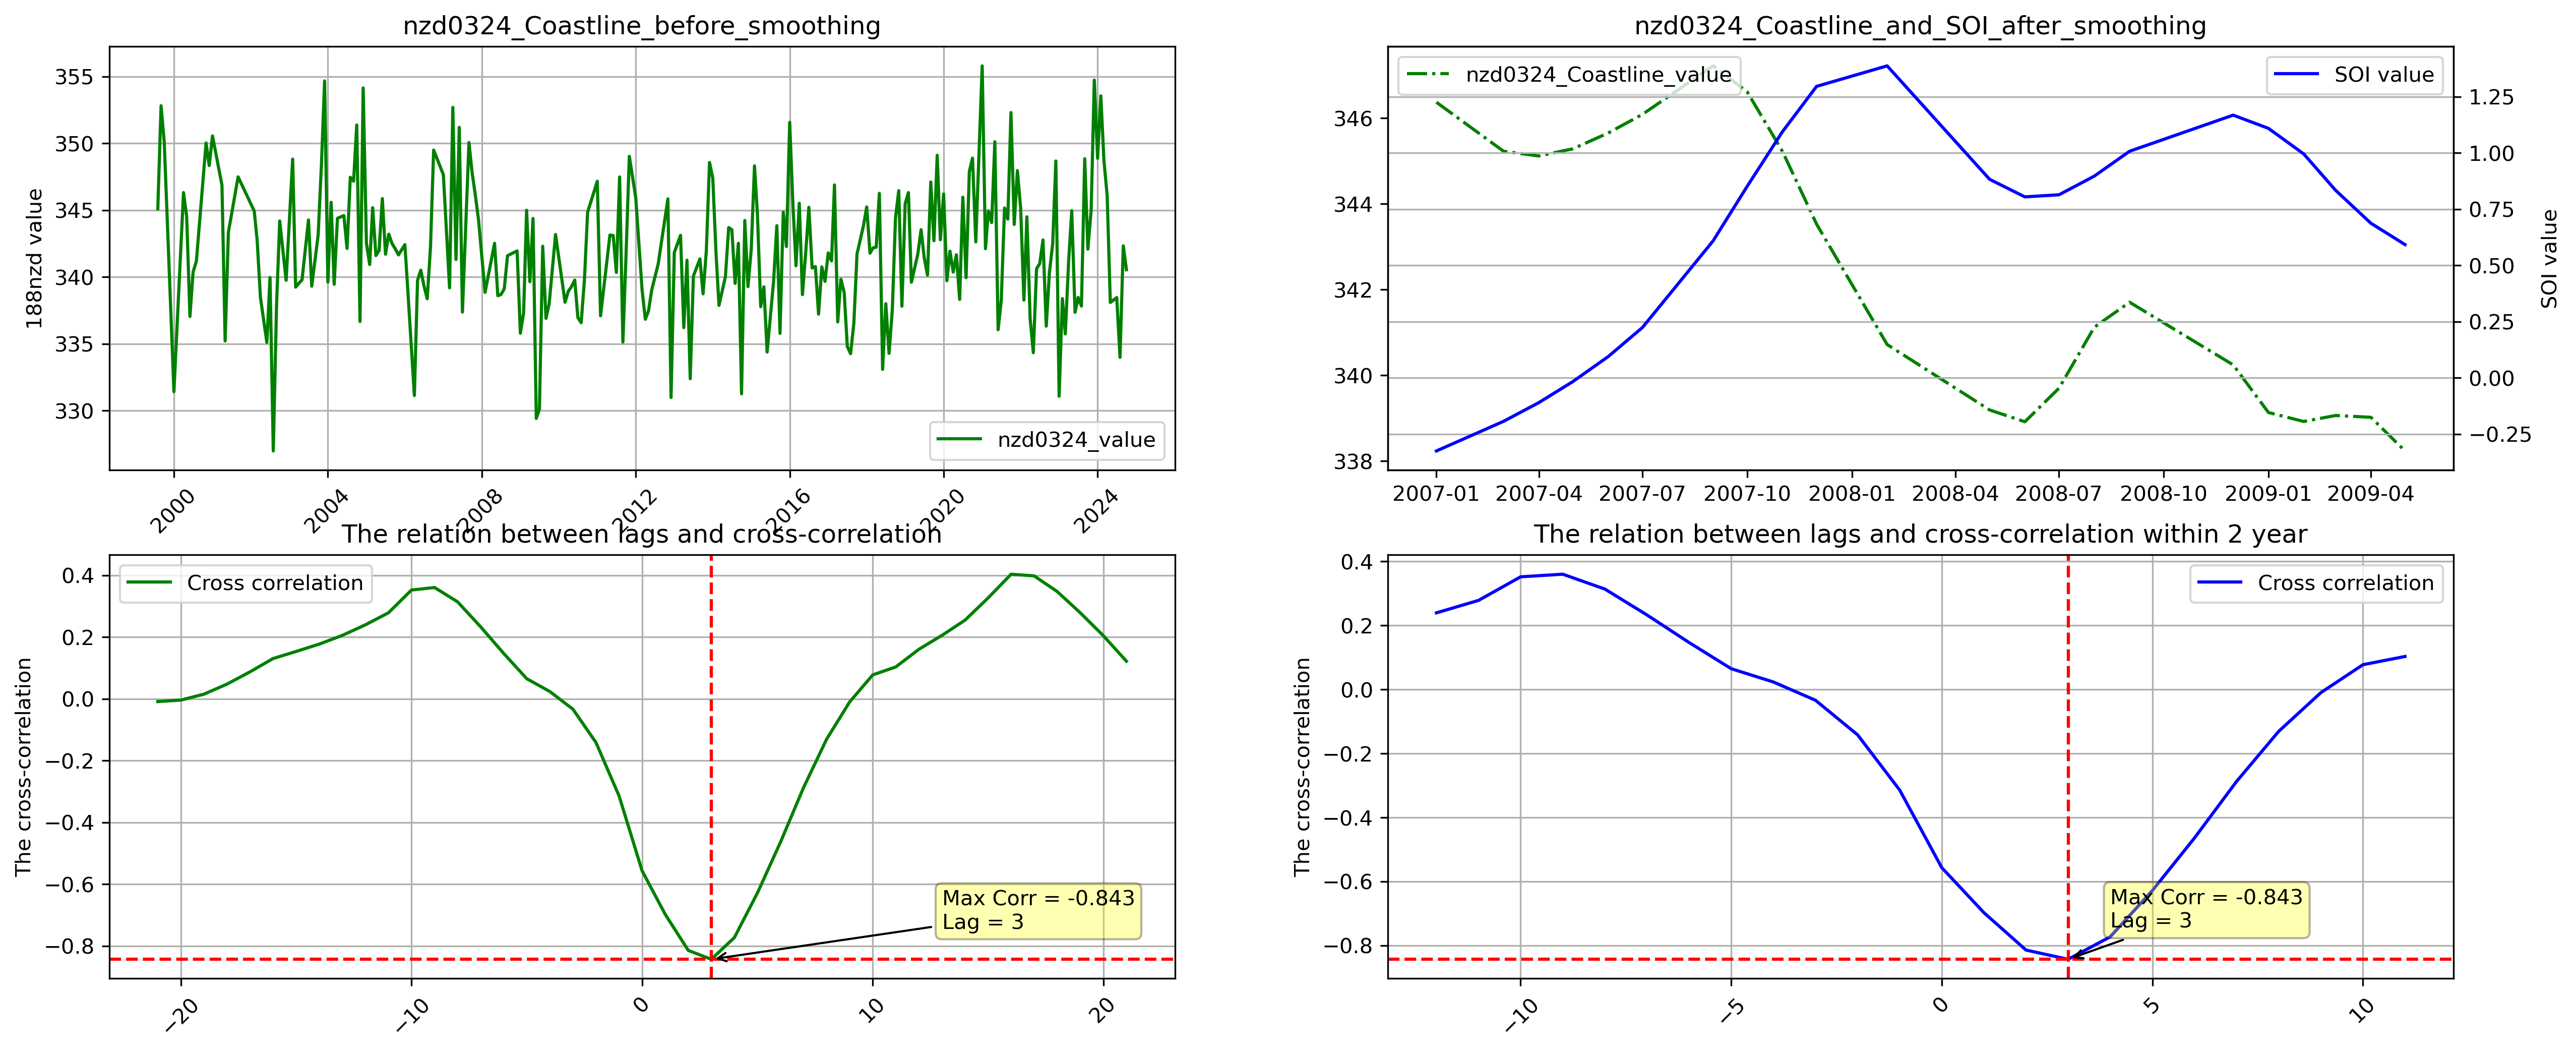 nzd0324_Coastline_before_smoothing
188nzd value
355
350
345
340
335
330
2000
2004
2008
2012
2016
2020
2024
nzd0324_value
nzd0324_Coastline_and_SOI_after_smoothing
nzd0324_Coastline_value
SOI value
346
344
342
340
338
1.25
1.00
0.75
0.50
0.25
0.00
−0.25
SOI value
2007-01 2007-04 2007-07 2007-10 2008-01 2008-04 2008-07 2008-10 2009-01 2009-04
The relation between lags and cross-correlation
The cross-correlation
0.4
0.2
0.0
−0.2
−0.4
−0.6
−0.8
Cross correlation
Max Corr = -0.843
Lag = 3
−20
−10
0
10
20
The relation between lags and cross-correlation within 2 year
The cross-correlation
0.4
0.2
0.0
−0.2
−0.4
−0.6
−0.8
Cross correlation
Max Corr = -0.843
Lag = 3
−10
−5
0
5
10